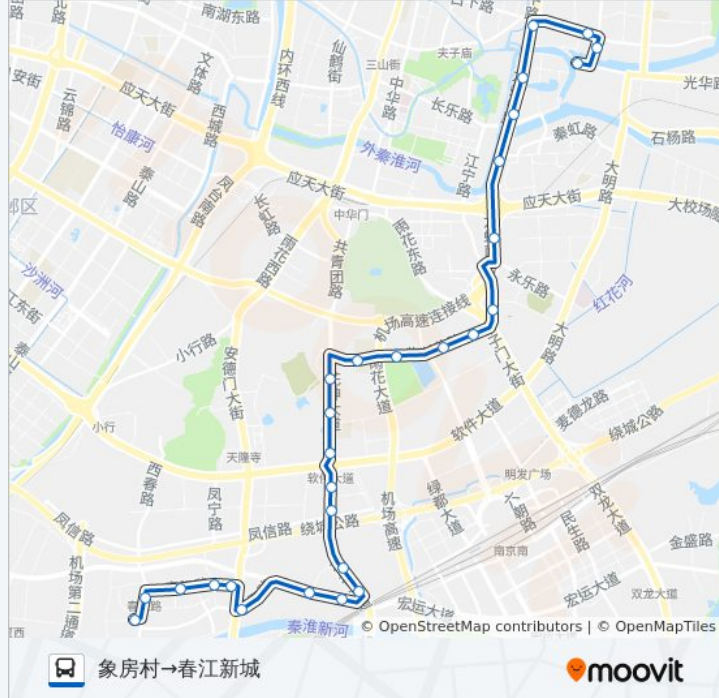 南湖东路
仙鹤街
三山街
夫子庙
文体路
内环西线
中华路
长乐路
光华路
应天大街
云锦路
西城路
怡康河
秦虹路
石杨路
外秦淮河
江宁路
大明路
泰山路
凤台南路
应天大街
应天大街
大校场
长虹路
中华门
雨花西路
雨花东路
共青团路
沙洲河
永乐路
红花河
机场高速连接线
小行路
大明路
安德门大街
雨花大道
子门大街
麦德龙路
软件大道
绕城公路
小行
天隆寺
明发广场
西春路
凤宁路
机场高速
绿都大道
双龙大道
民生路
凤信路
凤信路
南京南
金盛路
机场第二通道
宏运大道
宏运大道
双龙大道
秦淮新河
© OpenStreetMap contributors | © OpenMapTiles
象房村→春江新城
moovit